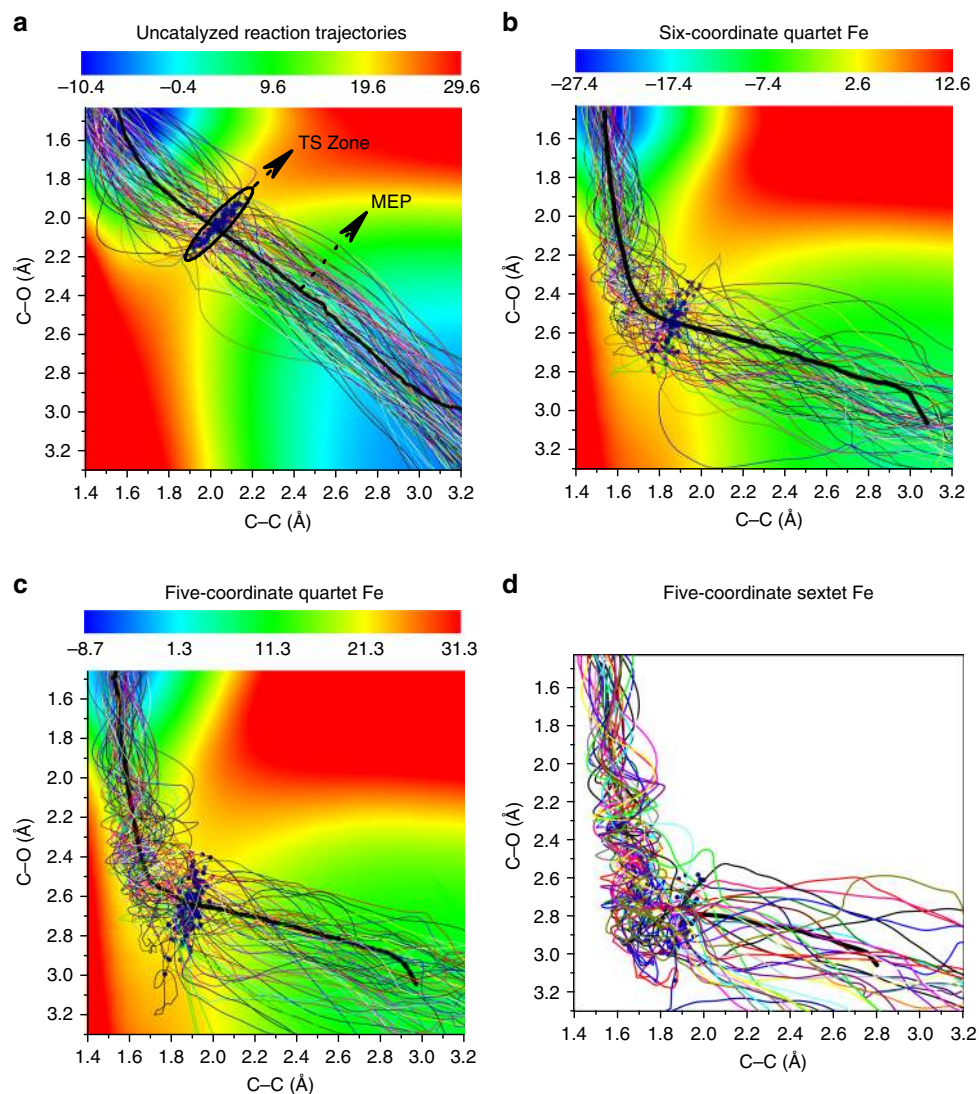 a
Uncatalyzed reaction trajectories
−10.4 −0.4 9.6 19.6 29.6
TS Zone
MEP
1.6
1.8
2.0
2.2
2.4
2.6
2.8
3.0
3.2
C–O (Å)
1.4 1.6 1.8 2.0 2.2 2.4 2.6 2.8 3.0 3.2
C–C (Å)
b
Six-coordinate quartet Fe
−27.4 −17.4 −7.4 2.6 12.6
1.6
1.8
2.0
2.2
2.4
2.6
2.8
3.0
3.2
C–O (Å)
1.4 1.6 1.8 2.0 2.2 2.4 2.6 2.8 3.0 3.2
C–C (Å)
c
Five-coordinate quartet Fe
−8.7 1.3 11.3 21.3 31.3
1.6
1.8
2.0
2.2
2.4
2.6
2.8
3.0
3.2
C–O (Å)
1.4 1.6 1.8 2.0 2.2 2.4 2.6 2.8 3.0 3.2
C–C (Å)
d
Five-coordinate sextet Fe
1.6
1.8
2.0
2.2
2.4
2.6
2.8
3.0
3.2
C–O (Å)
1.4 1.6 1.8 2.0 2.2 2.4 2.6 2.8 3.0 3.2
C–C (Å)